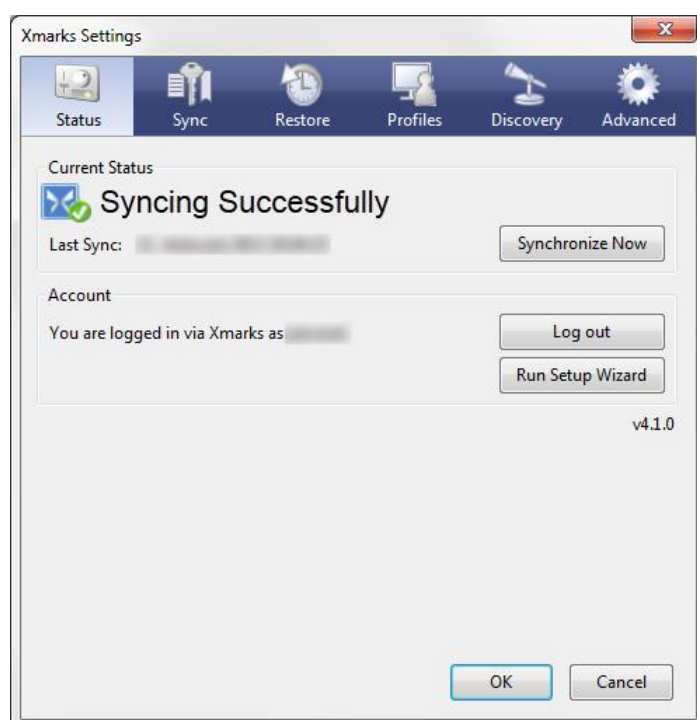 Xmarks Settings
Status Sync Restore Profiles Discovery Advanced
Current Status
Syncing Successfully
Last Sync:
Synchronize Now
Account
You are logged in via Xmarks as
Log out
Run Setup Wizard
v4.1.0
OK Cancel